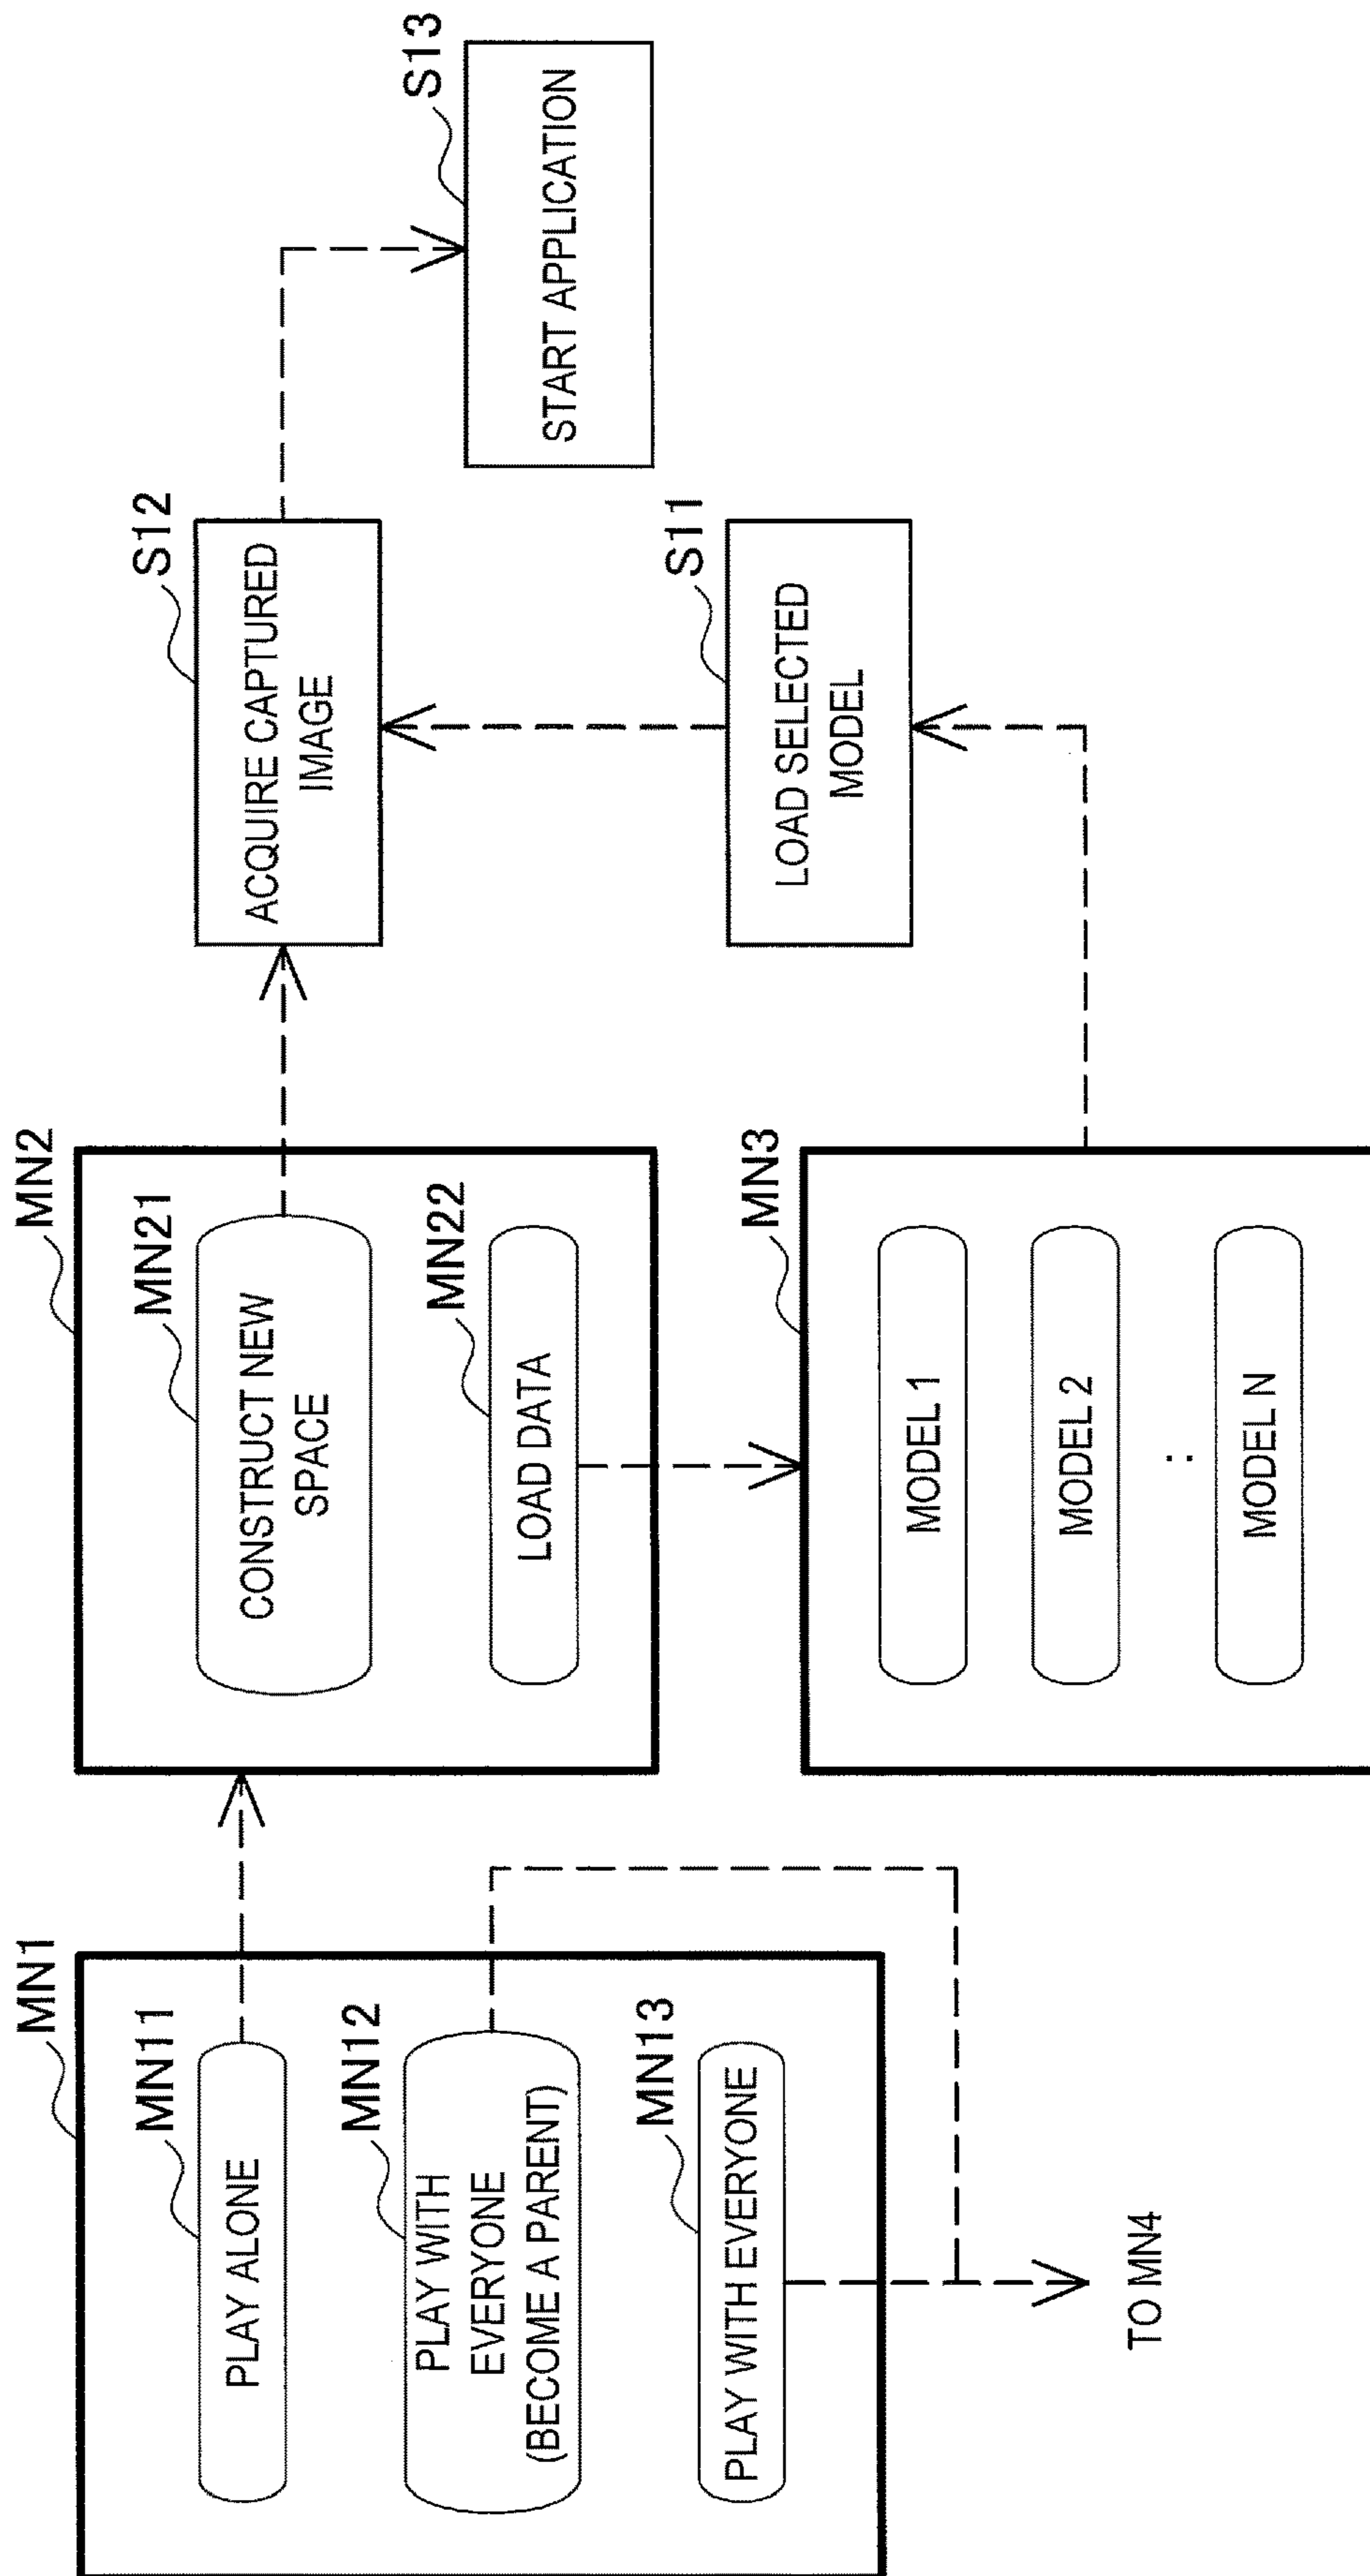 MN1
MN11
PLAY ALONE
MN12
PLAY WITH
EVERYONE
(BECOME A PARENT)
MN13
PLAY WITH EVERYONE
TO MN4
MN2
MN21
CONSTRUCT NEW
SPACE
MN22
LOAD DATA
MN3
MODEL 1
MODEL 2
:
MODEL N
S12
ACQUIRE CAPTURED
IMAGE
S11
LOAD SELECTED
MODEL
S13
START APPLICATION